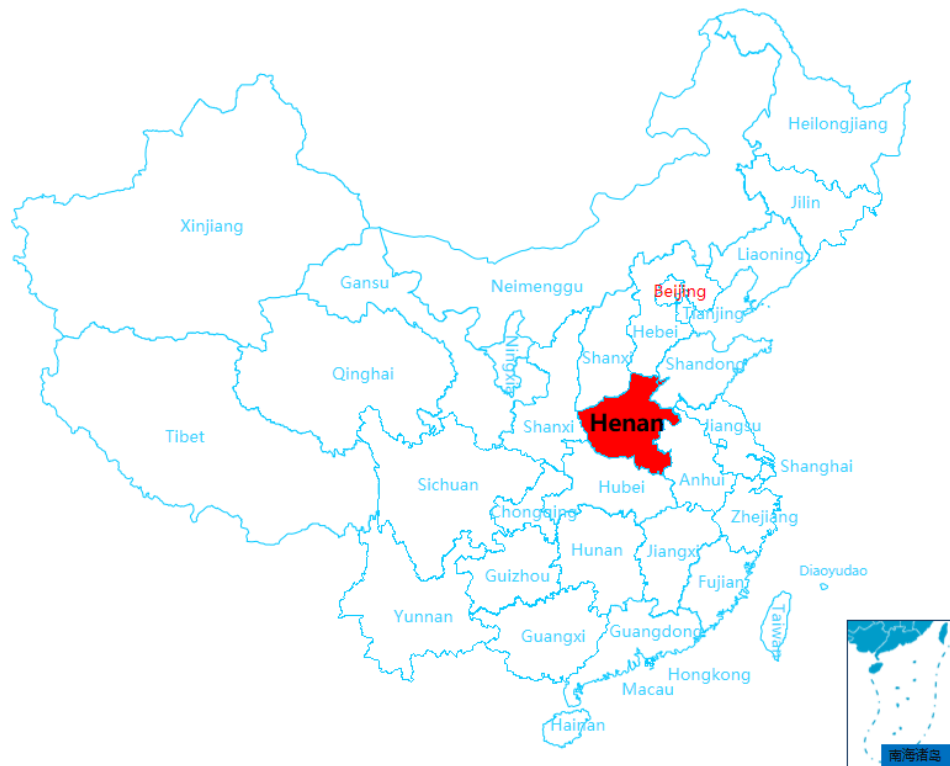 Heilongjiang
Jilin
Xinjiang
Liaoning
Gansu
Neimenggu
Beijing
Tianjing
Hebei
Ningxia
Shanxi
Shandong
Qinghai
Henan
Shanxi
Jiangsu
Tibet
Shanghai
Sichuan
Hubei
Anhui
Chongqing
Zhejiang
Hunan
Jiangxi
Guizhou
Fujian
Diaoyudao
Yunnan
Guangxi
Guangdong
Taiwan
Hongkong
Macau
Hainan
南海诸岛